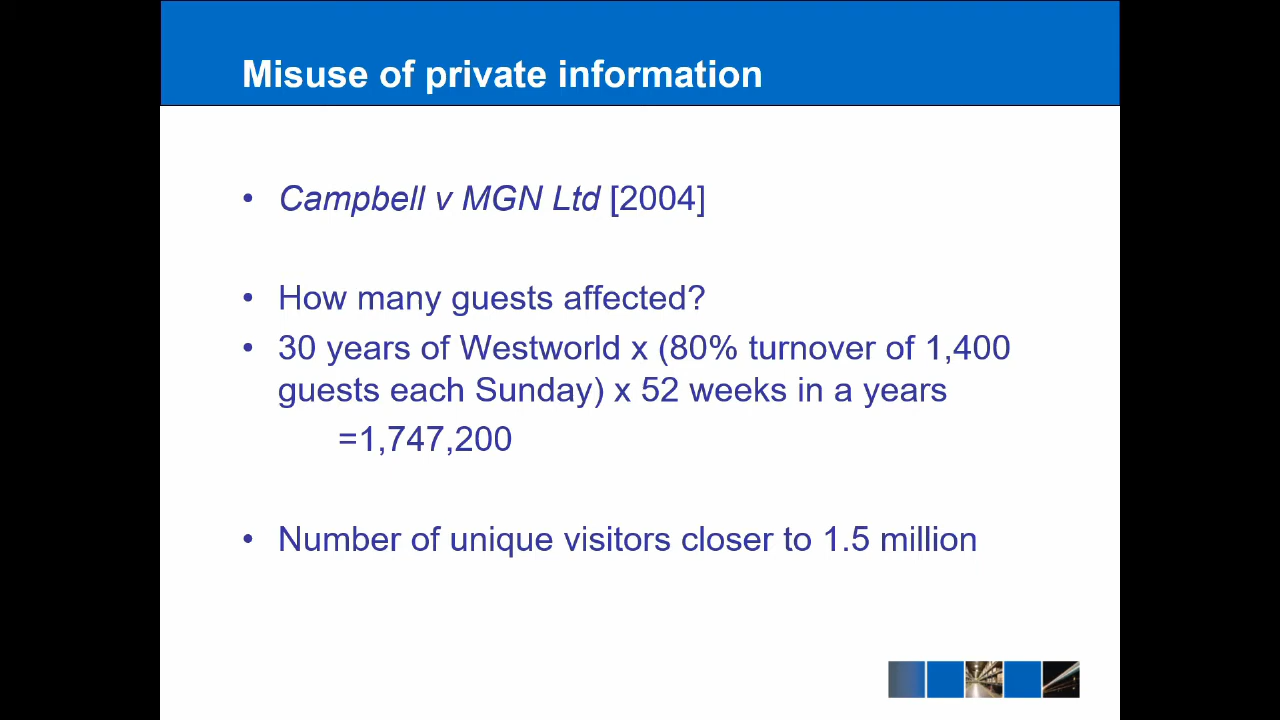 Misuse of private information
• Campbell v MGN Ltd [2004]
• How many guests affected?
• 30 years of Westworld x (80% turnover of 1,400
guests each Sunday) x 52 weeks in a years
=1,747,200
• Number of unique visitors closer to 1.5 million